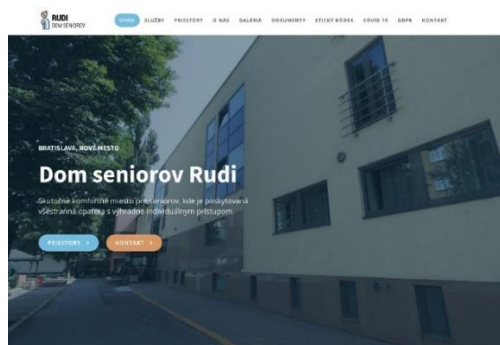 RUDI
DOM SENIOROV
ÚVOD SLUŽBY PRIESTORY O NÁS GALÉRIA DOKUMENTY ETICKÝ KÓDEX COVID 19 GDPR KONTAKT
BRATISLAVA, NOVÉ MESTO
Dom seniorov Rudi
Skutočne komfortné miesto pre seniorov, kde je poskytovaná
všestranná opatera s výhradne individuálnym prístupom.
PRIESTORY >
KONTAKT >